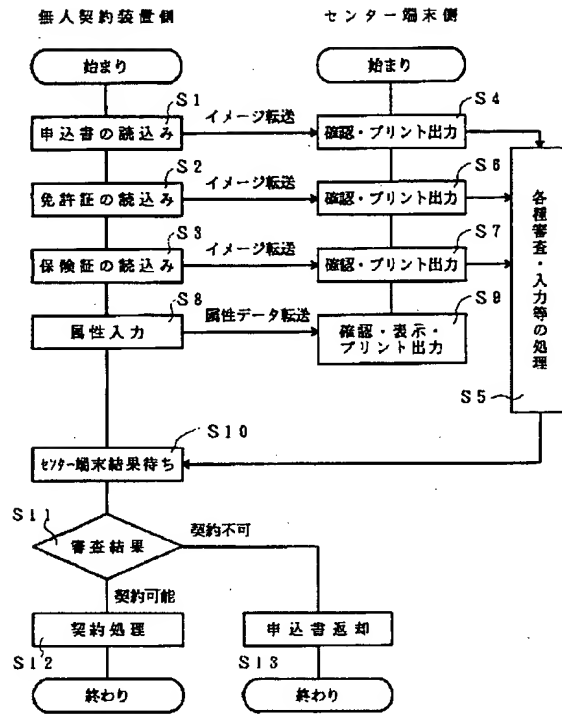 無人契約装置側
センター端末側
始まり
始まり
S1
イメージ転送
S4
申込書の読込み
確認・プリント出力
S2
イメージ転送
S6
免許証の読込み
確認・プリント出力
S3
イメージ転送
S7
保険証の読込み
確認・プリント出力
S8
属性データ転送
S9
属性入力
確認・表示・
プリント出力
各種審査・入力等の処理
S5
S10
センター端末結果待ち
S11
審査結果
契約不可
契約可能
契約処理
申込書返却
S12
S13
終わり
終わり